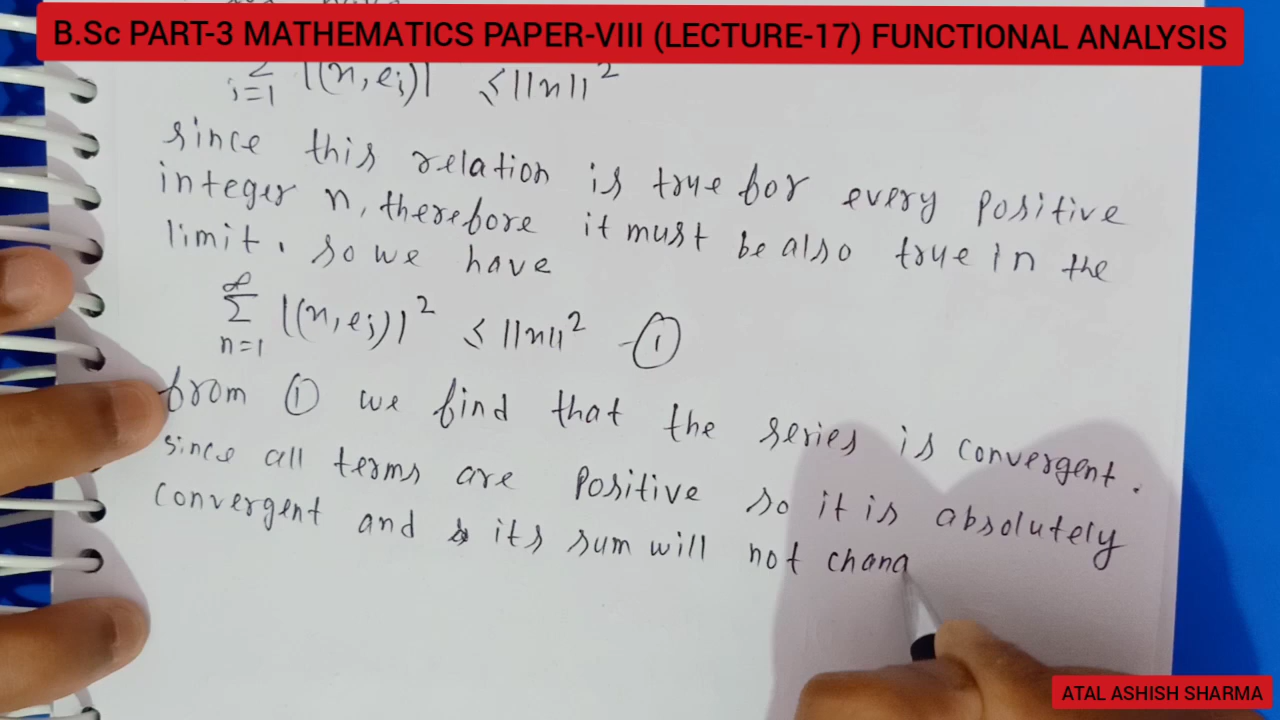 B.Sc PART-3 MATHEMATICS PAPER-VIII (LECTURE-17) FUNCTIONAL ANALYSIS
Σ i=1 |(x,ei)| ≤ ||x||²
since this relation is true for every positive
integer n, therefore it must be also true in the
limit. so we have
∞ Σ n=1 |(x,ei)|² ≤ ||x||² - ①
from ① we find that the series is convergent.
since all terms are positive so it is absolutely
convergent and its sum will not chang
ATAL ASHISH SHARMA